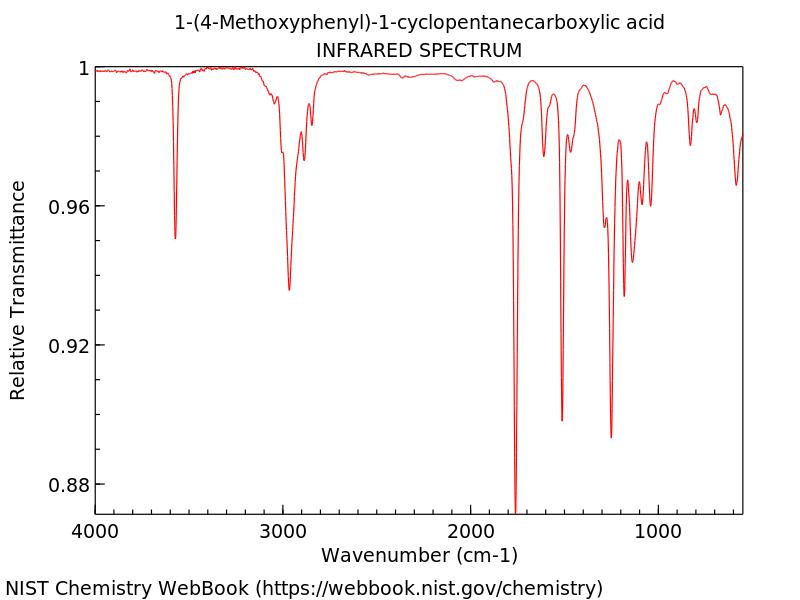 1-(4-Methoxyphenyl)-1-cyclopentanecarboxylic acid
INFRARED SPECTRUM
1
0.96
0.92
0.88
Relative Transmittance
4000 3000 2000 1000
Wavenumber (cm-1)
NIST Chemistry WebBook (https://webbook.nist.gov/chemistry)